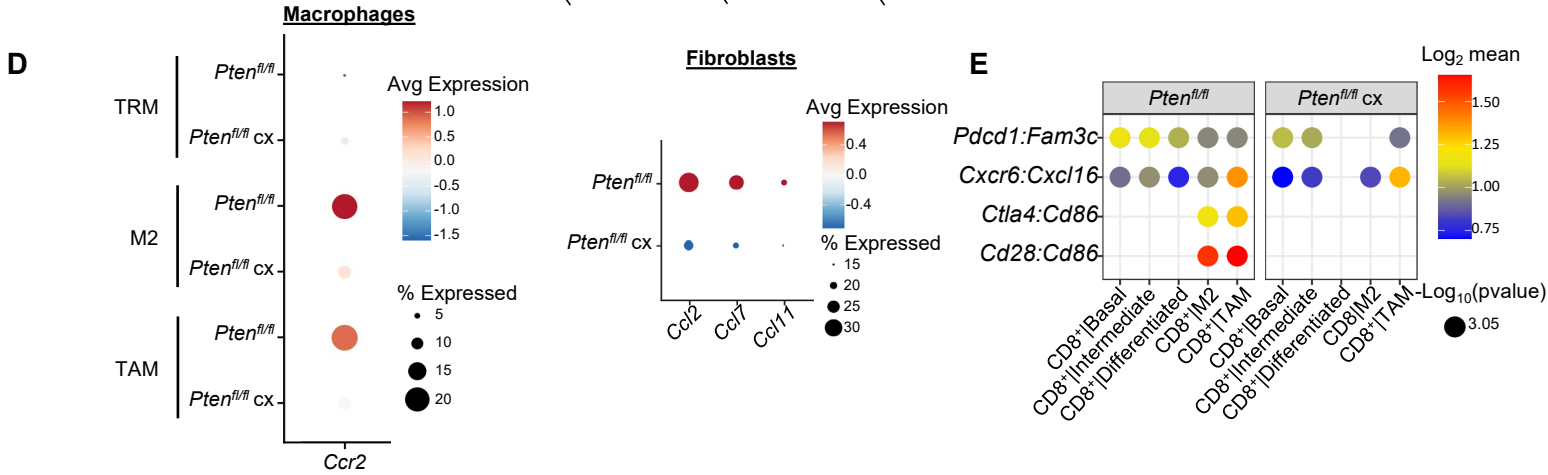 D
Macrophages
TRM
Pten^fl/fl
Pten^fl/fl cx
M2
Pten^fl/fl
Pten^fl/fl cx
TAM
Pten^fl/fl
Pten^fl/fl cx
Ccr2
Avg Expression
1.0
0.5
0.0
-0.5
-1.0
-1.5
% Expressed
5
10
15
20
Fibroblasts
Pten^fl/fl
Pten^fl/fl cx
Ccl2
Ccl7
Ccl11
Avg Expression
0.4
0.0
-0.4
% Expressed
15
20
25
30
E
Pten^fl/fl
Pten^fl/fl cx
Pdcd1:Fam3c
Cxcr6:Cxcl16
Ctla4:Cd86
Cd28:Cd86
CD8⁺|Basal
CD8⁺|Intermediate
CD8⁺|Differentiated
CD8⁺|M2
CD8⁺|TAM
CD8⁺|Basal
CD8⁺|Intermediate
CD8⁺|Differentiated
CD8|M2
CD8⁺|TAM
Log₂ mean
1.50
1.25
1.00
0.75
-Log₁₀(pvalue)
3.05